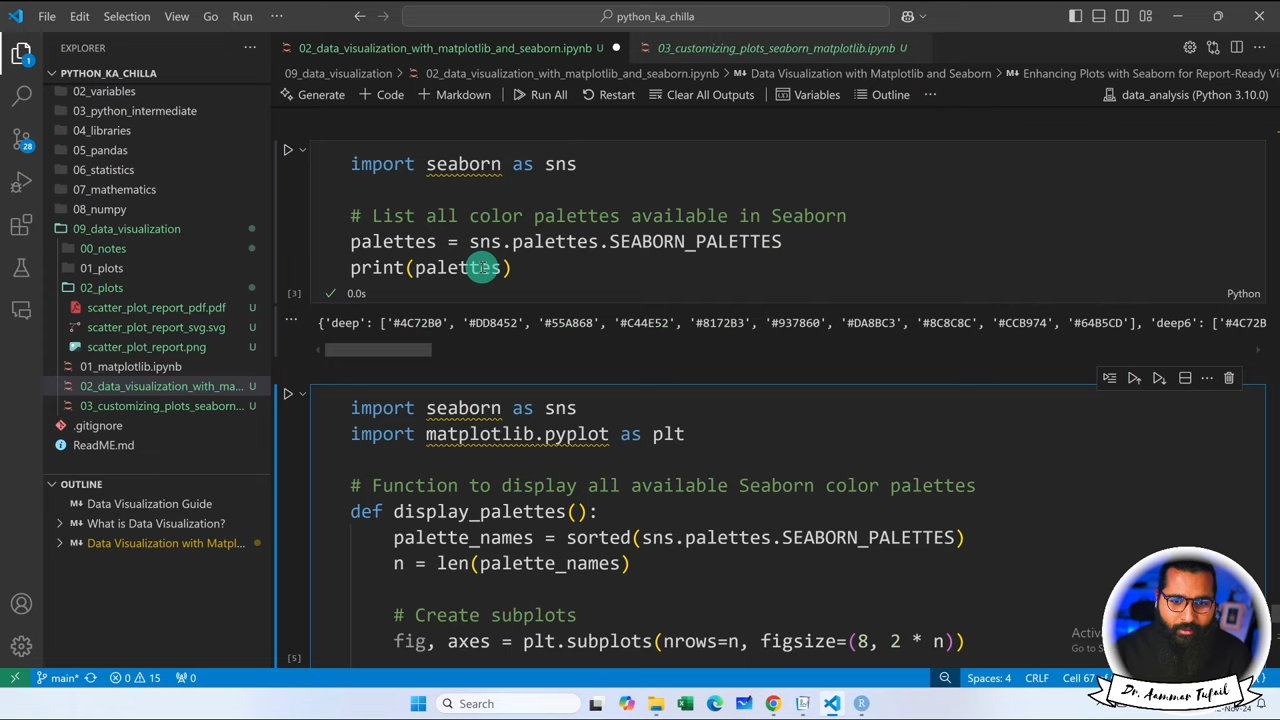 File Edit Selection View Go Run ···
python_ka_chilla
EXPLORER
PYTHON_KA_CHILLA
02_variables
03_python_intermediate
04_libraries
05_pandas
06_statistics
07_mathematics
08_numpy
09_data_visualization
00_notes
01_plots
02_plots
scatter_plot_report_pdf.pdf U
scatter_plot_report_svg.svg U
scatter_plot_report.png U
01_matplotlib.ipynb
02_data_visualization_with_ma... U
03_customizing_plots_seaborn... U
.gitignore
ReadME.md
OUTLINE
Data Visualization Guide
What is Data Visualization?
Data Visualization with Matpl...
1
28
02_data_visualization_with_matplotlib_and_seaborn.ipynb
03_customizing_plots_seaborn_matplotlib.ipynb U
09_data_visualization > 02_data_visualization_with_matplotlib_and_seaborn.ipynb > Data Visualization with Matplotlib and Seaborn > Enhancing Plots with Seaborn for Report-Ready Vi
Generate + Code + Markdown Run All Restart Clear All Outputs Variables Outline ··· data_analysis (Python 3.10.0)
import seaborn as sns
# List all color palettes available in Seaborn
palettes = sns.palettes.SEABORN_PALETTES
print(palettes)
[3] 0.0s Python
{'deep': ['#4C72B0', '#DD8452', '#55A868', '#C44E52', '#8172B3', '#937860', '#DA8BC3', '#8C8C8C', '#CCB974', '#64B5CD'], 'deep6': ['#4C72B
import seaborn as sns
import matplotlib.pyplot as plt
# Function to display all available Seaborn color palettes
def display_palettes():
palette_names = sorted(sns.palettes.SEABORN_PALETTES)
n = len(palette_names)
# Create subplots
fig, axes = plt.subplots(nrows=n, figsize=(8, 2 * n))
[5]
Dr. Aammar Tufail
main* 0 15 0 Spaces: 4 CRLF
Search